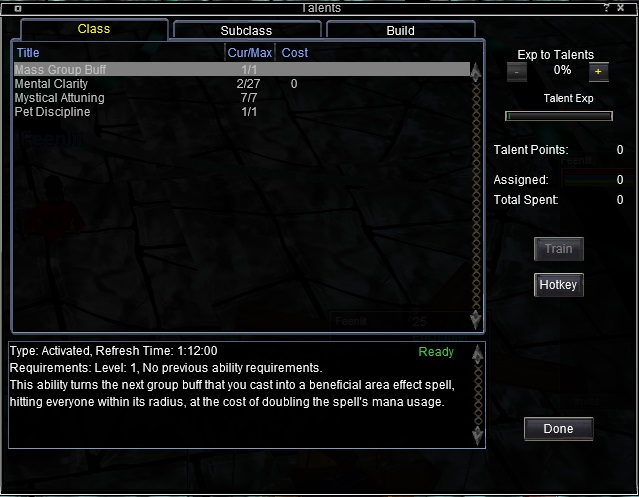 Talents
? x
Class Subclass Build
Title Cur/Max Cost
Mass Group Buff 1/1
Mental Clarity 2/27 0
Mystical Attuning 7/7
Pet Discipline 1/1
Exp to Talents
- 0% +
Talent Exp
Talent Points: 0
Assigned: 0
Total Spent: 0
Train
Hotkey
Feenlit
Feenlit 25
Type: Activated, Refresh Time: 1:12:00 Ready
Requirements: Level: 1, No previous ability requirements.
This ability turns the next group buff that you cast into a beneficial area effect spell,
hitting everyone within its radius, at the cost of doubling the spell's mana usage.
Done